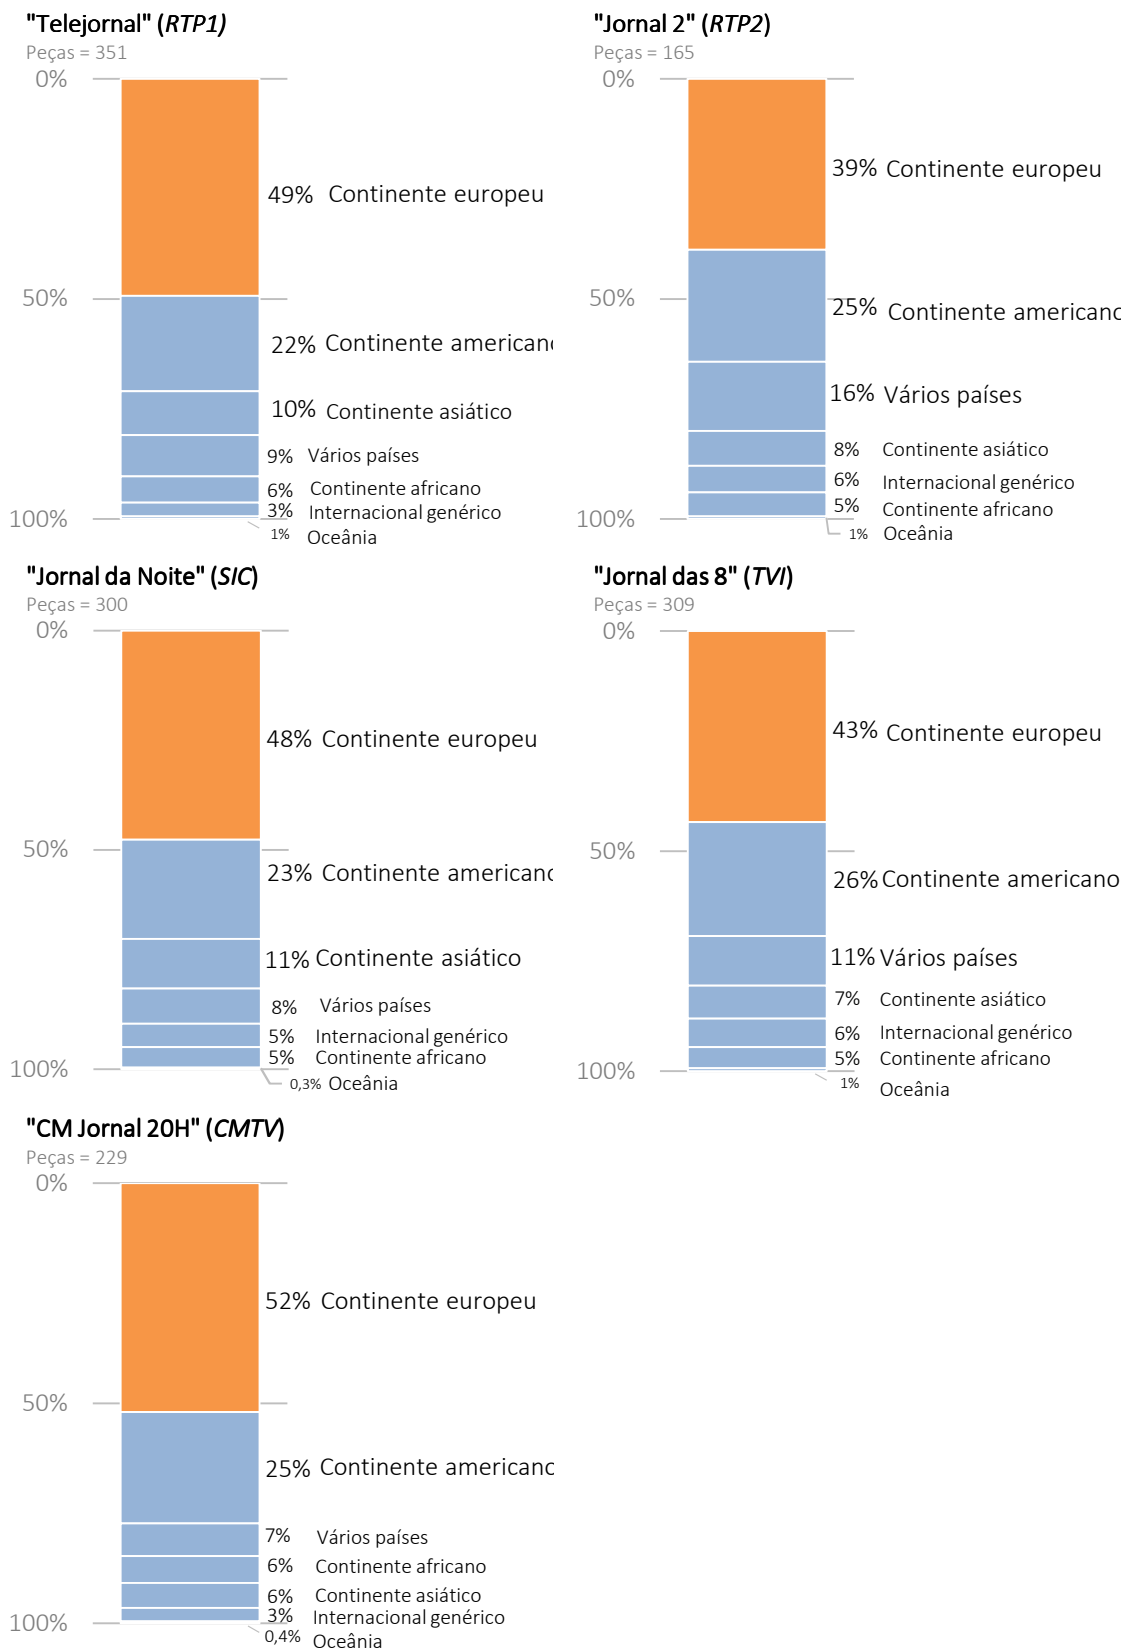 "Telejornal" (RTP1)
Peças = 351
0%
49% Continente europeu
50%
22% Continente american
10% Continente asiático
9% Vários países
6% Continente africano
3% Internacional genérico
100%
1% Oceânia
"Jornal 2" (RTP2)
Peças = 165
0%
39% Continente europeu
50%
25% Continente americano
16% Vários países
8% Continente asiático
6% Internacional genérico
5% Continente africano
100%
1% Oceânia
"Jornal da Noite" (SIC)
Peças = 300
0%
48% Continente europeu
50%
23% Continente americano
11% Continente asiático
8% Vários países
5% Internacional genérico
5% Continente africano
100%
0,3% Oceânia
"Jornal das 8" (TVI)
Peças = 309
0%
43% Continente europeu
50%
26% Continente americano
11% Vários países
7% Continente asiático
6% Internacional genérico
5% Continente africano
100%
1% Oceânia
"CM Jornal 20H" (CMTV)
Peças = 229
0%
52% Continente europeu
50%
25% Continente americano
7% Vários países
6% Continente africano
6% Continente asiático
3% Internacional genérico
100%
0,4% Oceânia